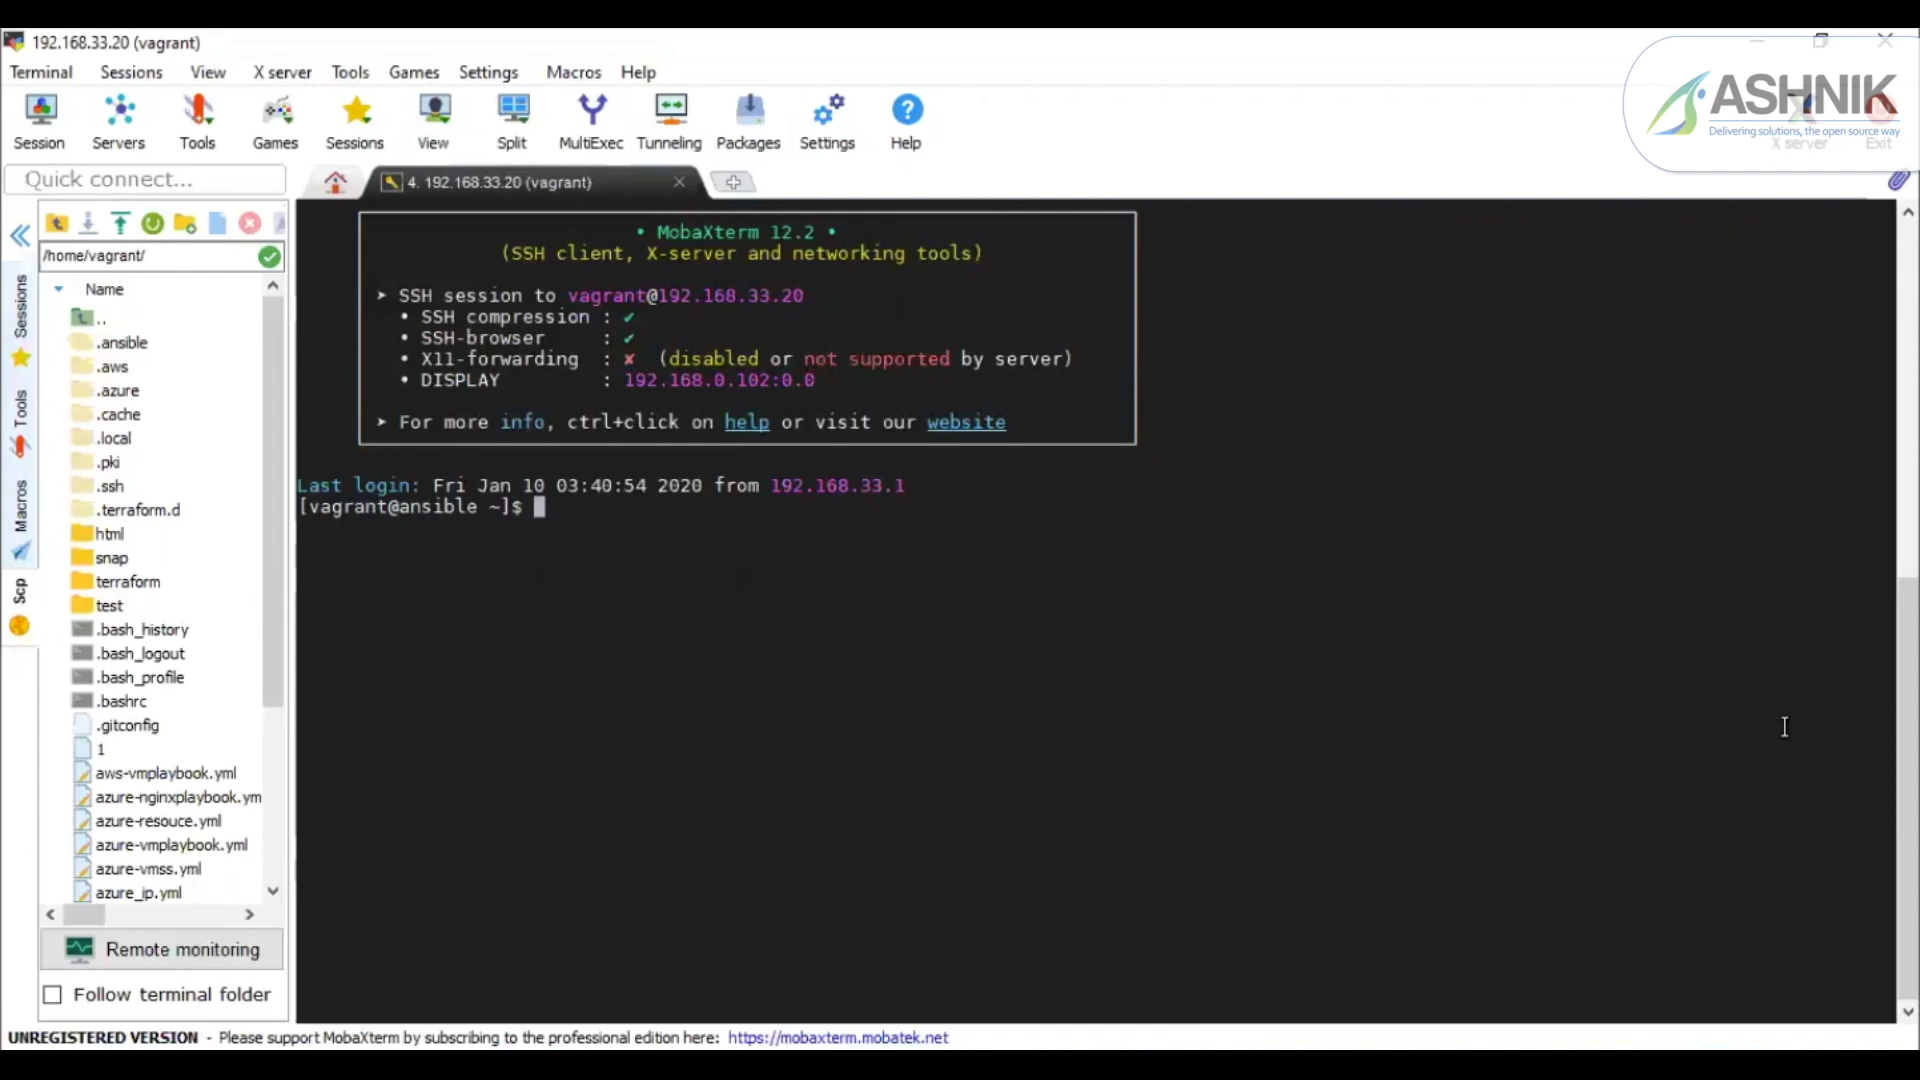 192.168.33.20 (vagrant)
Terminal Sessions View X server Tools Games Settings Macros Help
Session Servers Tools Games Sessions View Split MultiExec Tunneling Packages Settings Help X server Exit
ASHNIK
Delivering solutions, the open source way
Quick connect...
4. 192.168.33.20 (vagrant)
/home/vagrant/
Name
..
.ansible
.aws
.azure
.cache
.local
.pki
.ssh
.terraform.d
html
snap
terraform
test
.bash_history
.bash_logout
.bash_profile
.bashrc
.gitconfig
1
aws-vmplaybook.yml
azure-nginxplaybook.ym
azure-resouce.yml
azure-vmplaybook.yml
azure-vmss.yml
azure_ip.yml
Remote monitoring
Follow terminal folder
Sessions
Tools
Macros
Scp
• MobaXterm 12.2 •
(SSH client, X-server and networking tools)
➤ SSH session to vagrant@192.168.33.20
• SSH compression : ✔
• SSH-browser : ✔
• X11-forwarding : ✘ (disabled or not supported by server)
• DISPLAY : 192.168.0.102:0.0
➤ For more info, ctrl+click on help or visit our website
Last login: Fri Jan 10 03:40:54 2020 from 192.168.33.1
[vagrant@ansible ~]$
UNREGISTERED VERSION - Please support MobaXterm by subscribing to the professional edition here: https://mobaxterm.mobatek.net